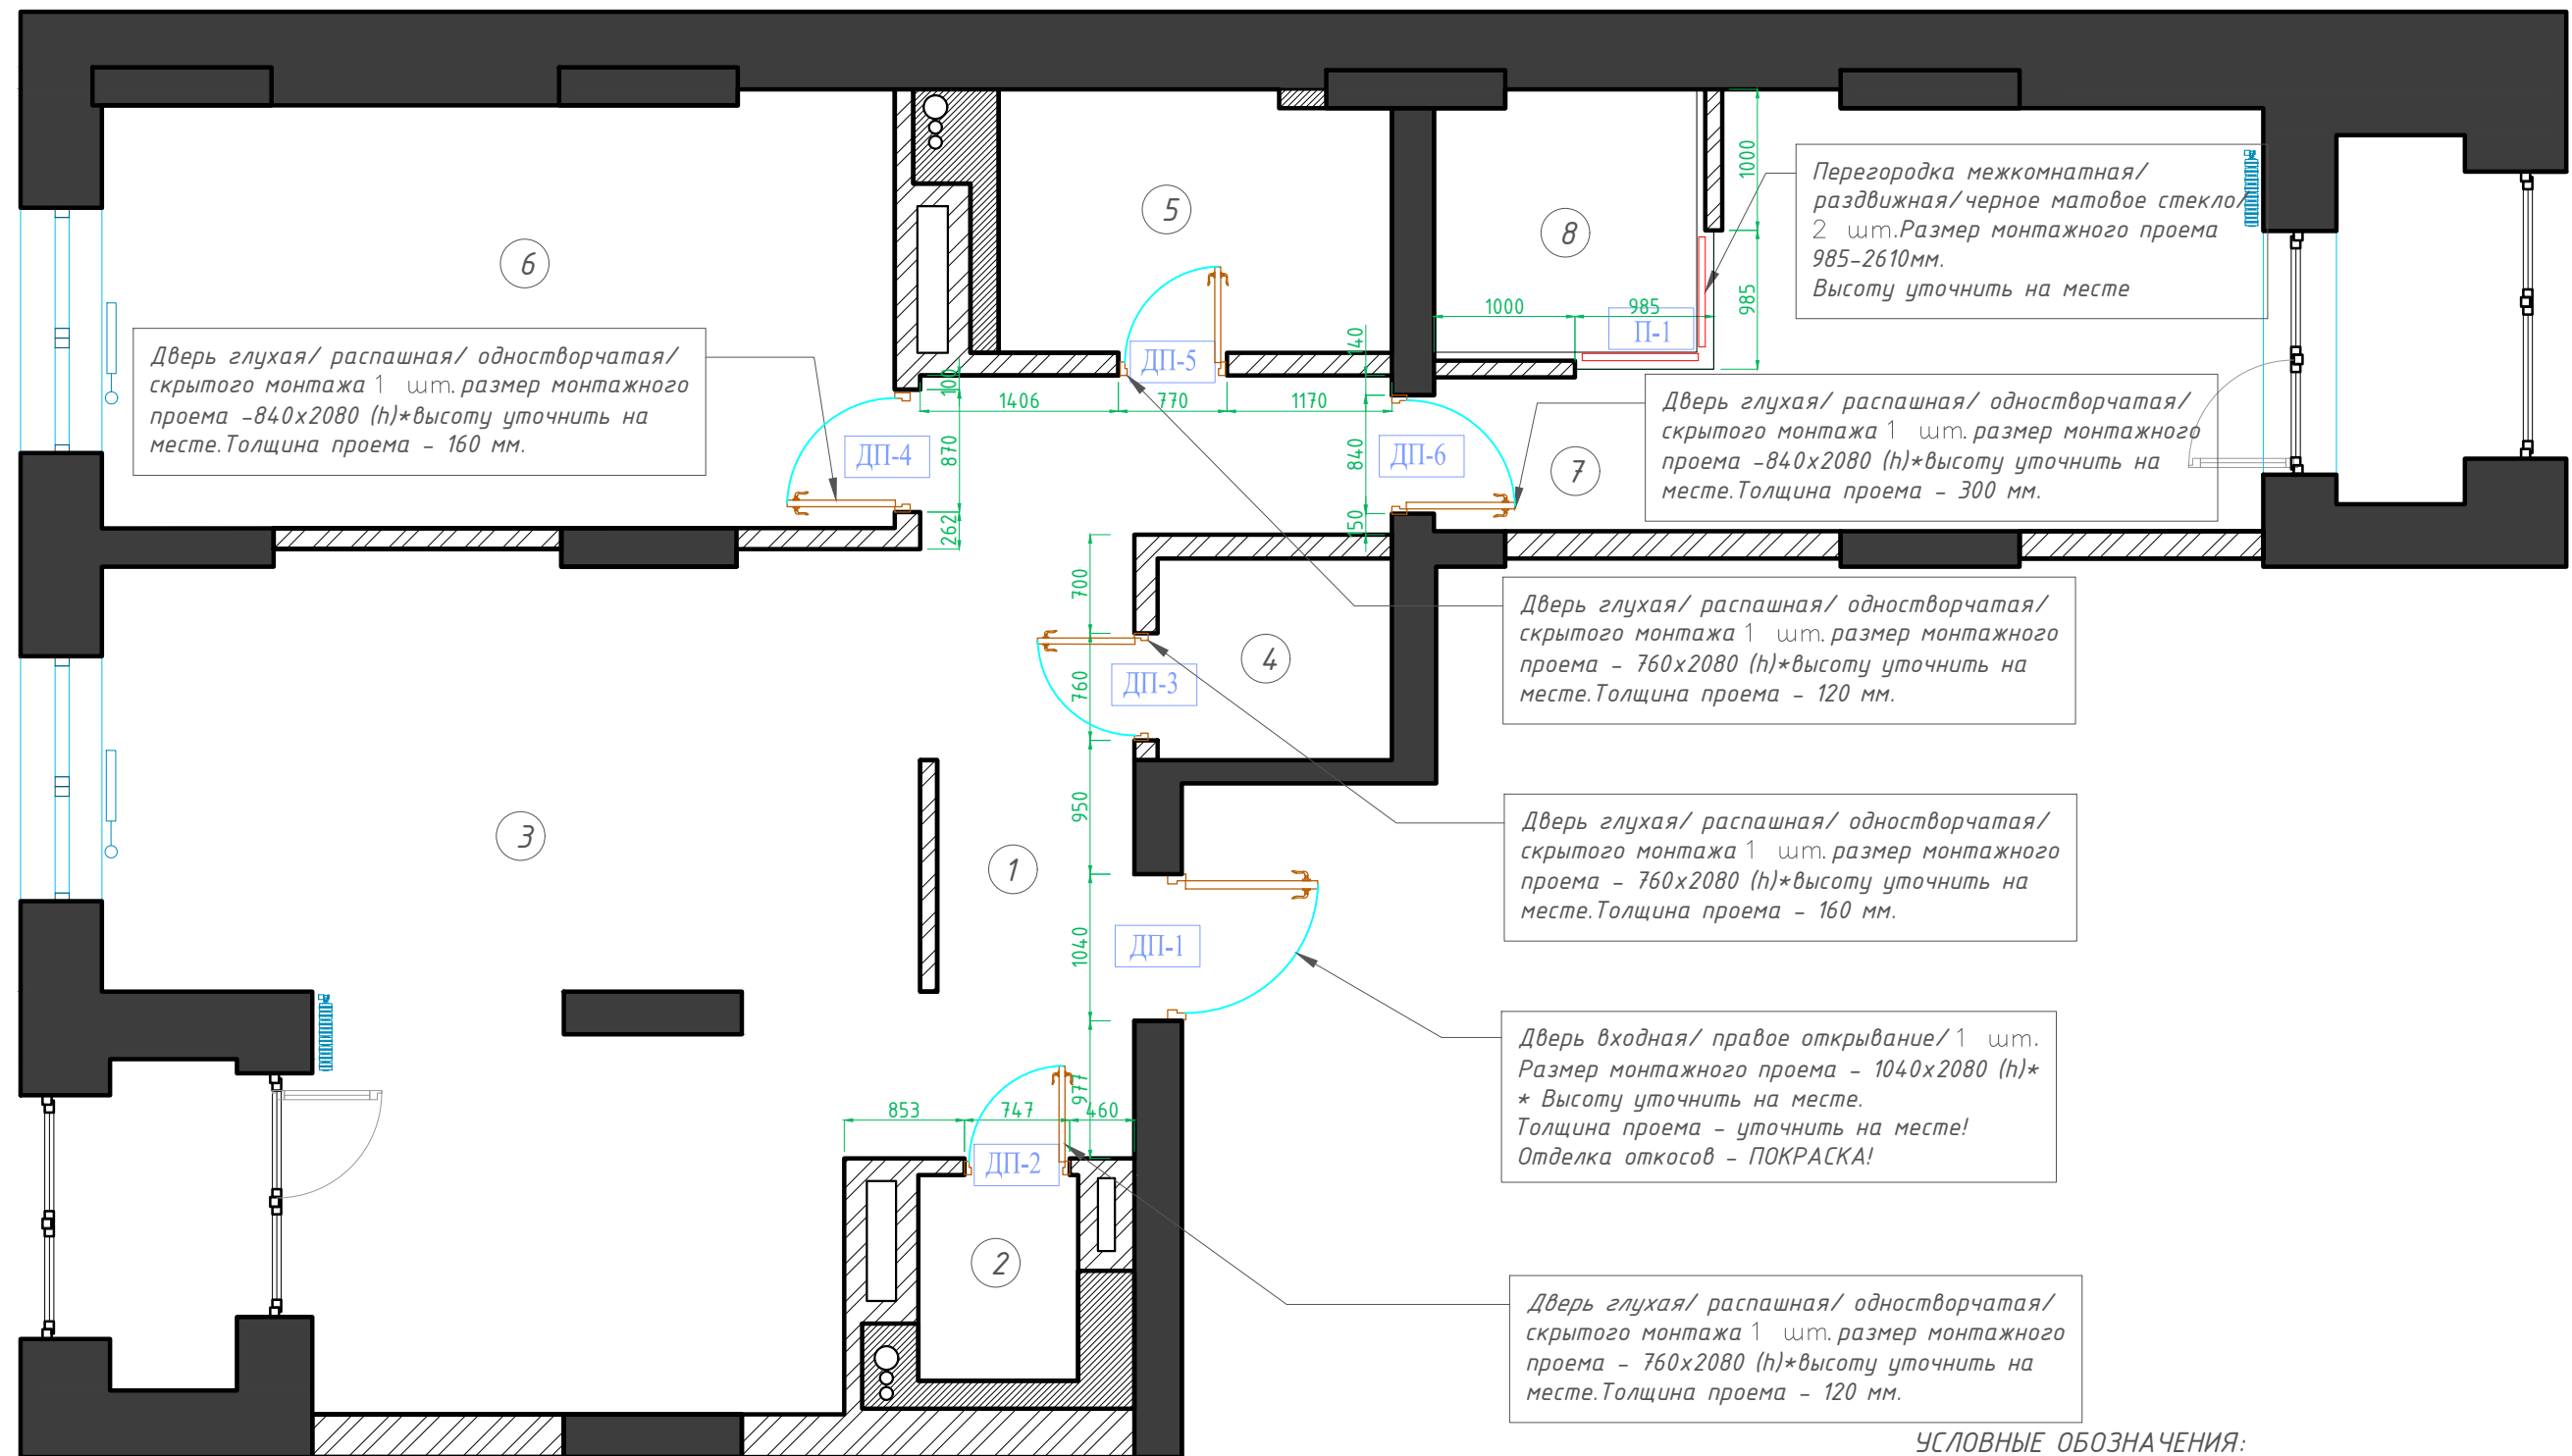 Перегородка межкомнатная/
раздвижная/черное матовое стекло/
2 шт.Размер монтажного проема
985-2610мм.
Высоту уточнить на месте
5
8
6
1000
985
1000
985
П-1
Дверь глухая/ распашная/ одностворчатая/
скрытого монтажа 1 шт. размер монтажного
проема -840х2080 (h)*высоту уточнить на
месте.Толщина проема - 160 мм.
ДП-5
140
100
1406
770
1170
Дверь глухая/ распашная/ одностворчатая/
скрытого монтажа 1 шт. размер монтажного
проема -840х2080 (h)*высоту уточнить на
месте.Толщина проема - 300 мм.
ДП-4
870
840
ДП-6
7
262
150
700
Дверь глухая/ распашная/ одностворчатая/
скрытого монтажа 1 шт. размер монтажного
проема - 760х2080 (h)*высоту уточнить на
месте.Толщина проема - 120 мм.
4
760
ДП-3
950
3
1
Дверь глухая/ распашная/ одностворчатая/
скрытого монтажа 1 шт. размер монтажного
проема - 760х2080 (h)*высоту уточнить на
месте.Толщина проема - 160 мм.
1040
ДП-1
Дверь входная/ правое открывание/ 1 шт.
Размер монтажного проема - 1040х2080 (h)*
* Высоту уточнить на месте.
Толщина проема - уточнить на месте!
Отделка откосов - ПОКРАСКА!
977
853
747
460
ДП-2
2
Дверь глухая/ распашная/ одностворчатая/
скрытого монтажа 1 шт. размер монтажного
проема - 760х2080 (h)*высоту уточнить на
месте.Толщина проема - 120 мм.
УСЛОВНЫЕ ОБОЗНАЧЕНИЯ: